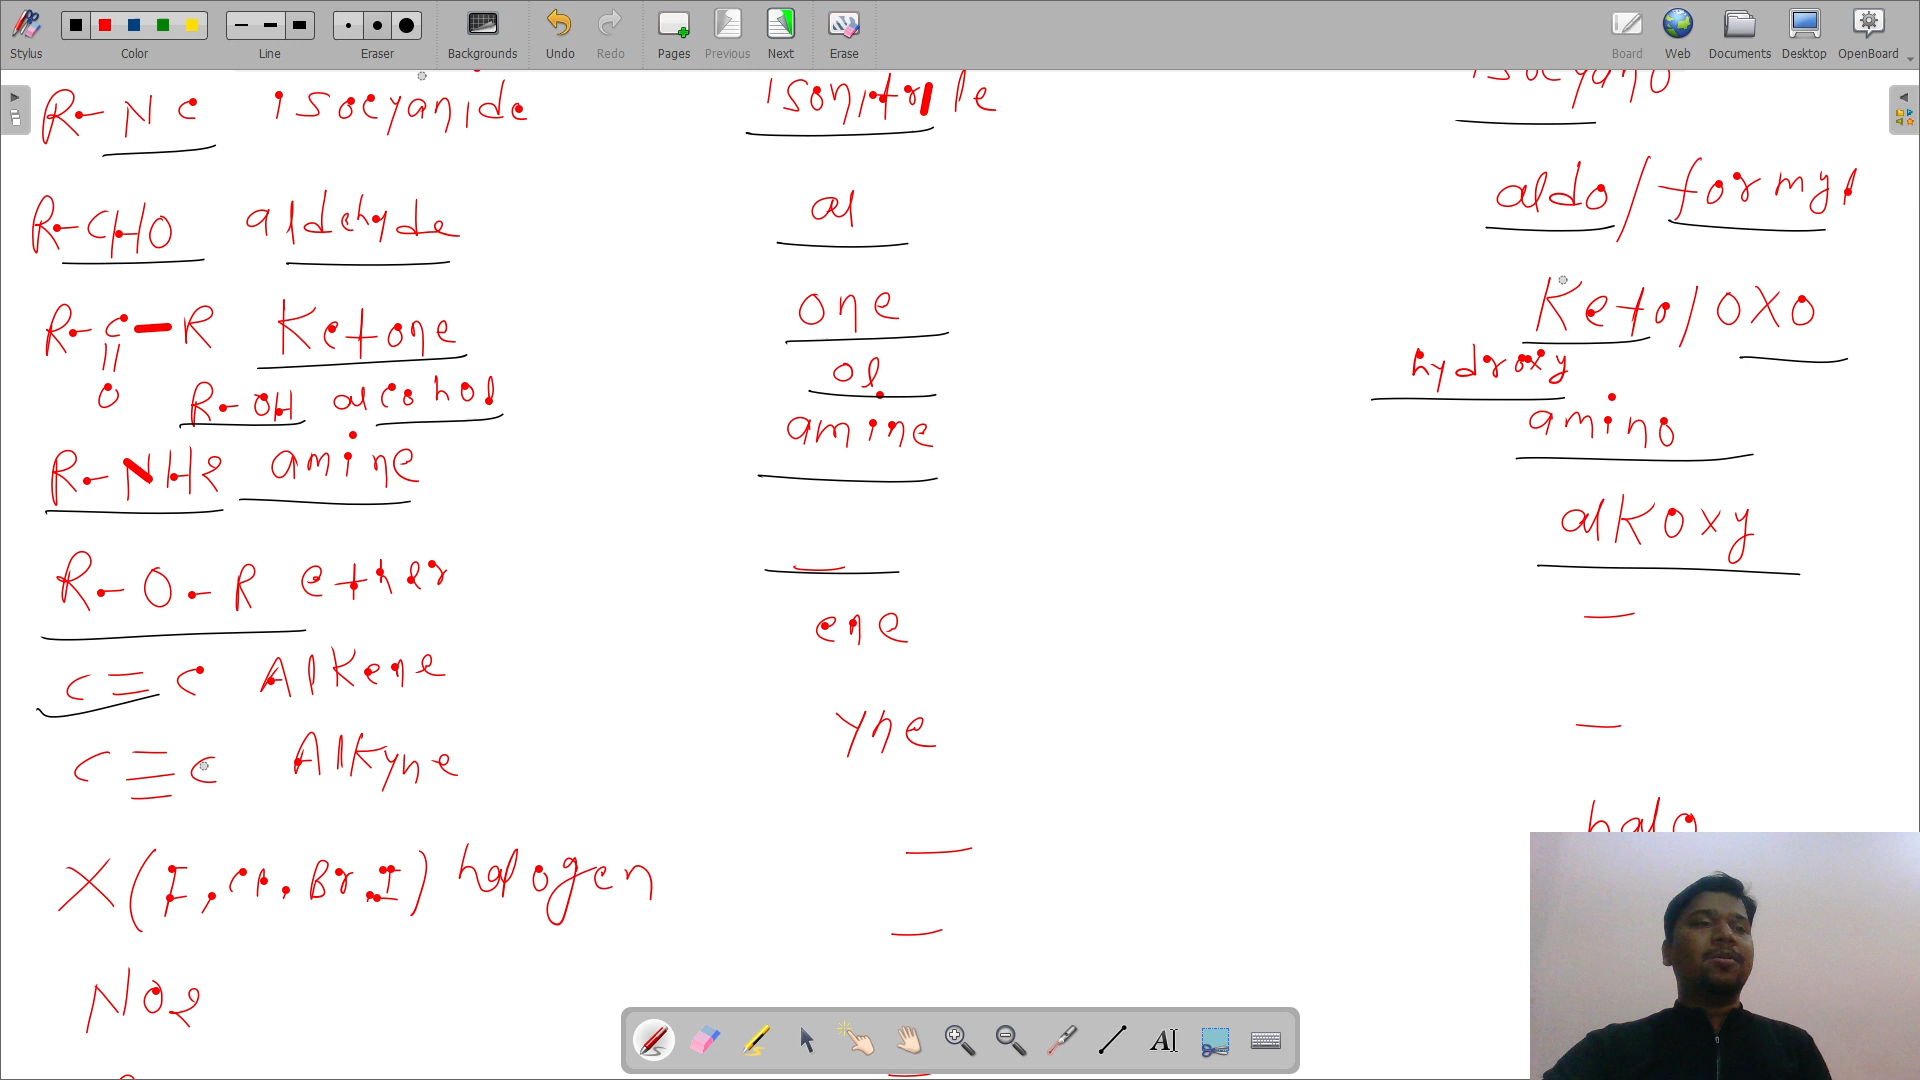 Stylus Color Line Eraser Backgrounds Undo Redo Pages Previous Next Erase Board Web Documents Desktop OpenBoard
R-NC isocyanide isonitrile isocyano
R-CHO aldehyde al aldo/formyl
R-C-R Ketone one Keto/OXO
||
O
R-OH alcohol ol hydroxy
R-NH2 amine amine amino
R-O-R ether — alkoxy
C=C Alkene ene —
C≡C Alkyne yne —
X(F,Cl,Br,I) halogen — halo
NO2 —